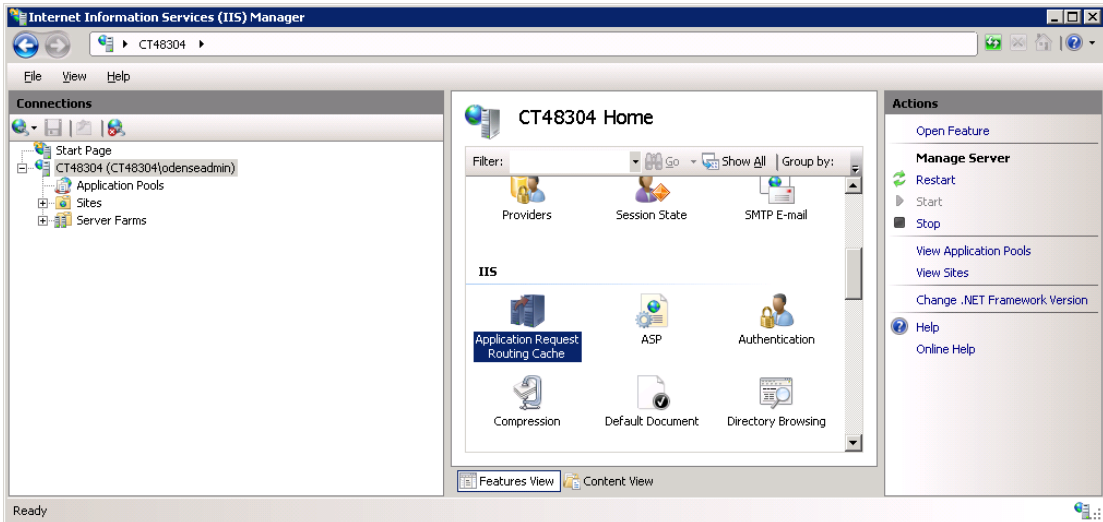 Internet Information Services (IIS) Manager
CT48304
File View Help
Connections
Start Page
CT48304 (CT48304\odenseadmin)
Application Pools
Sites
Server Farms
CT48304 Home
Filter: Go Show All Group by:
Providers Session State SMTP E-mail
IIS
Application Request
Routing Cache
ASP
Authentication
Compression Default Document Directory Browsing
Features View Content View
Actions
Open Feature
Manage Server
Restart
Start
Stop
View Application Pools
View Sites
Change .NET Framework Version
Help
Online Help
Ready